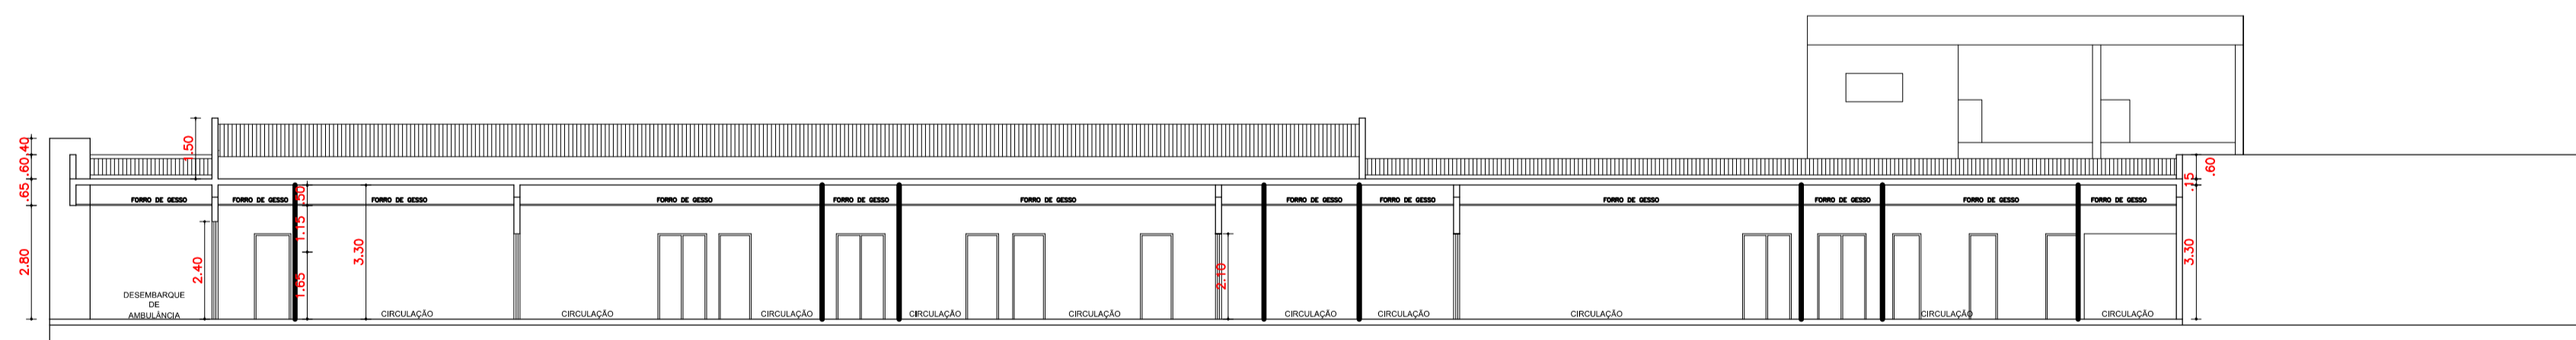 1.50
.40
.60
.65
2.80
FORRO DE GESSO
FORRO DE GESSO
FORRO DE GESSO
FORRO DE GESSO
FORRO DE GESSO
FORRO DE GESSO
FORRO DE GESSO
FORRO DE GESSO
FORRO DE GESSO
FORRO DE GESSO
FORRO DE GESSO
FORRO DE GESSO
.60
.15
3.30
2.40
.50
1.15
1.65
3.30
2.10
DESEMBARQUE
DE
AMBULÂNCIA
CIRCULAÇÃO
CIRCULAÇÃO
CIRCULAÇÃO
CIRCULAÇÃO
CIRCULAÇÃO
CIRCULAÇÃO
CIRCULAÇÃO
CIRCULAÇÃO
CIRCULAÇÃO
CIRCULAÇÃO